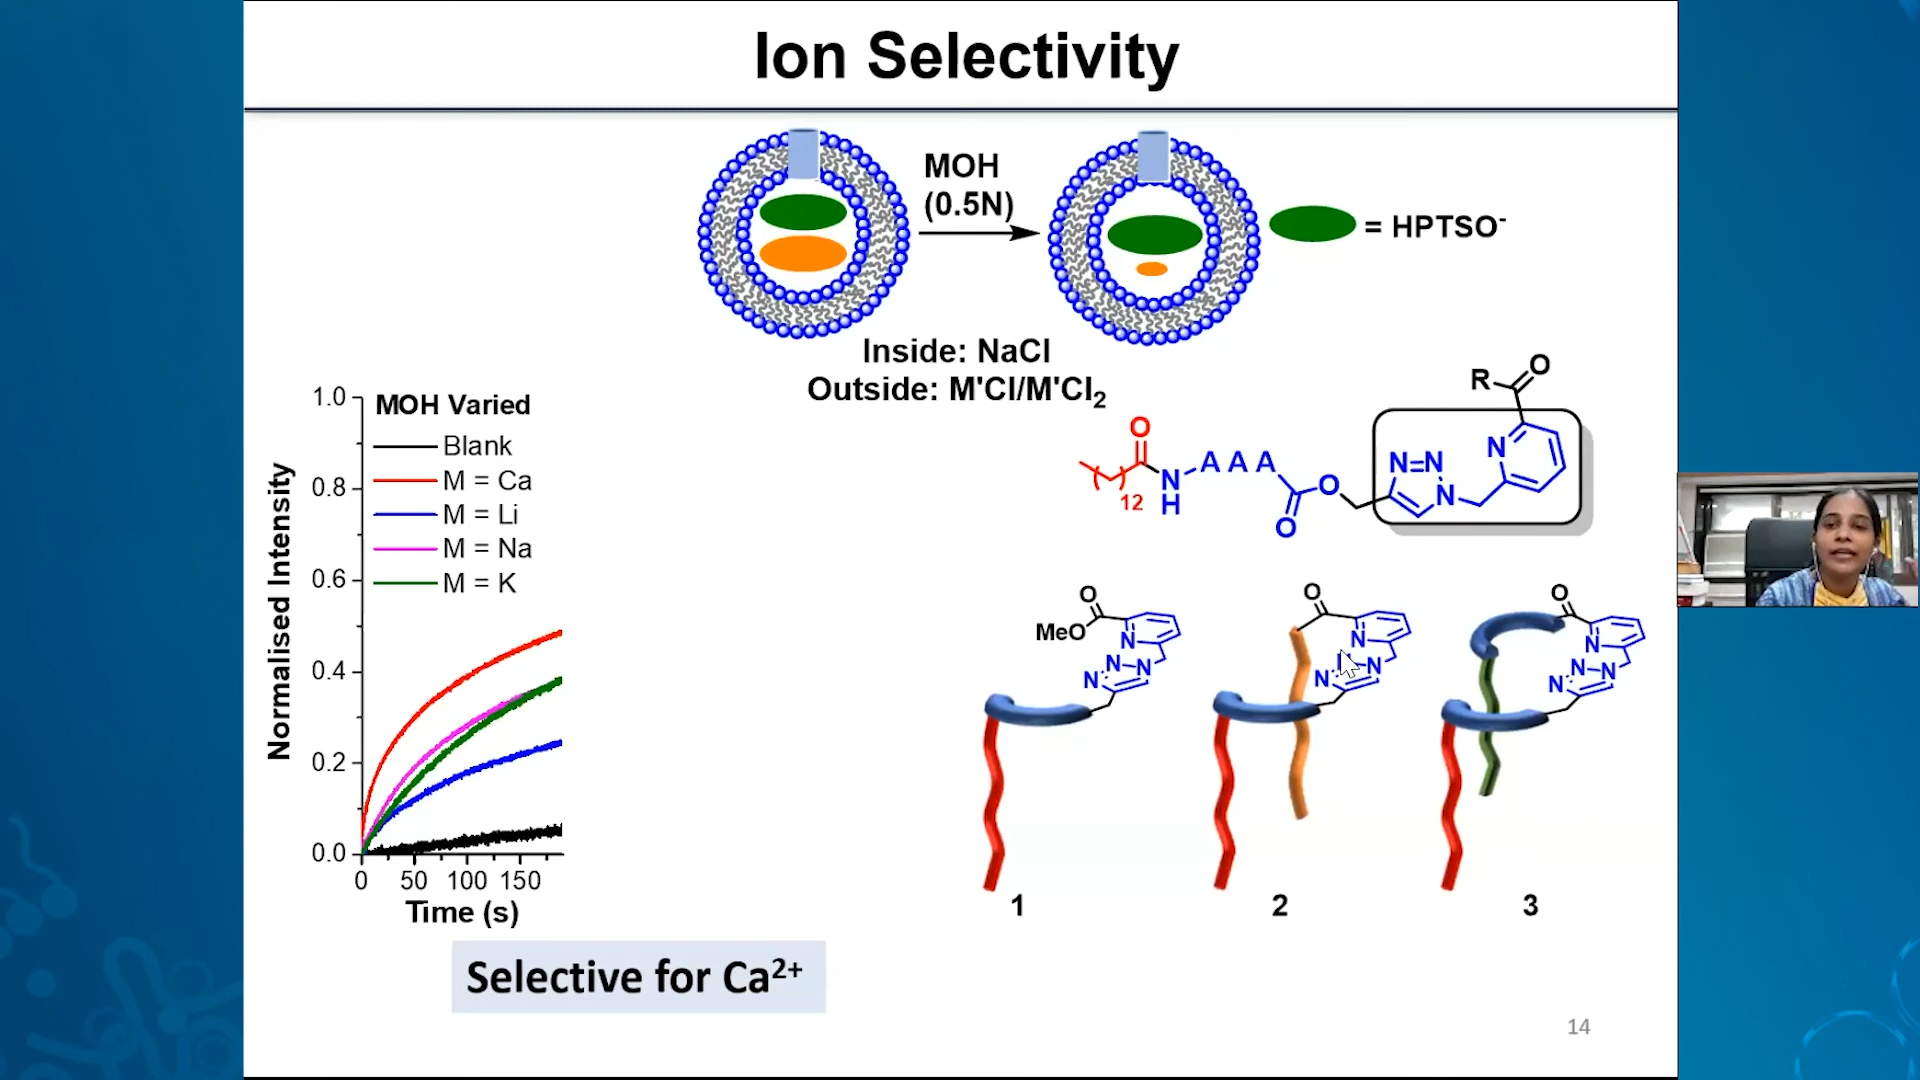 Ion Selectivity
MOH
(0.5N)
= HPTSO-
Inside: NaCl
Outside: M'Cl/M'Cl2
1.0
0.8
0.6
0.4
0.2
0.0
Normalised Intensity
MOH Varied
Blank
M = Ca
M = Li
M = Na
M = K
0 50 100 150
Time (s)
R
O
O
12
N
H
A A A
O
O
N=N
N
N
O
MeO
N
N
N
N
O
N
N
N
O
N
N
N
N
1
2
3
Selective for Ca2+
14